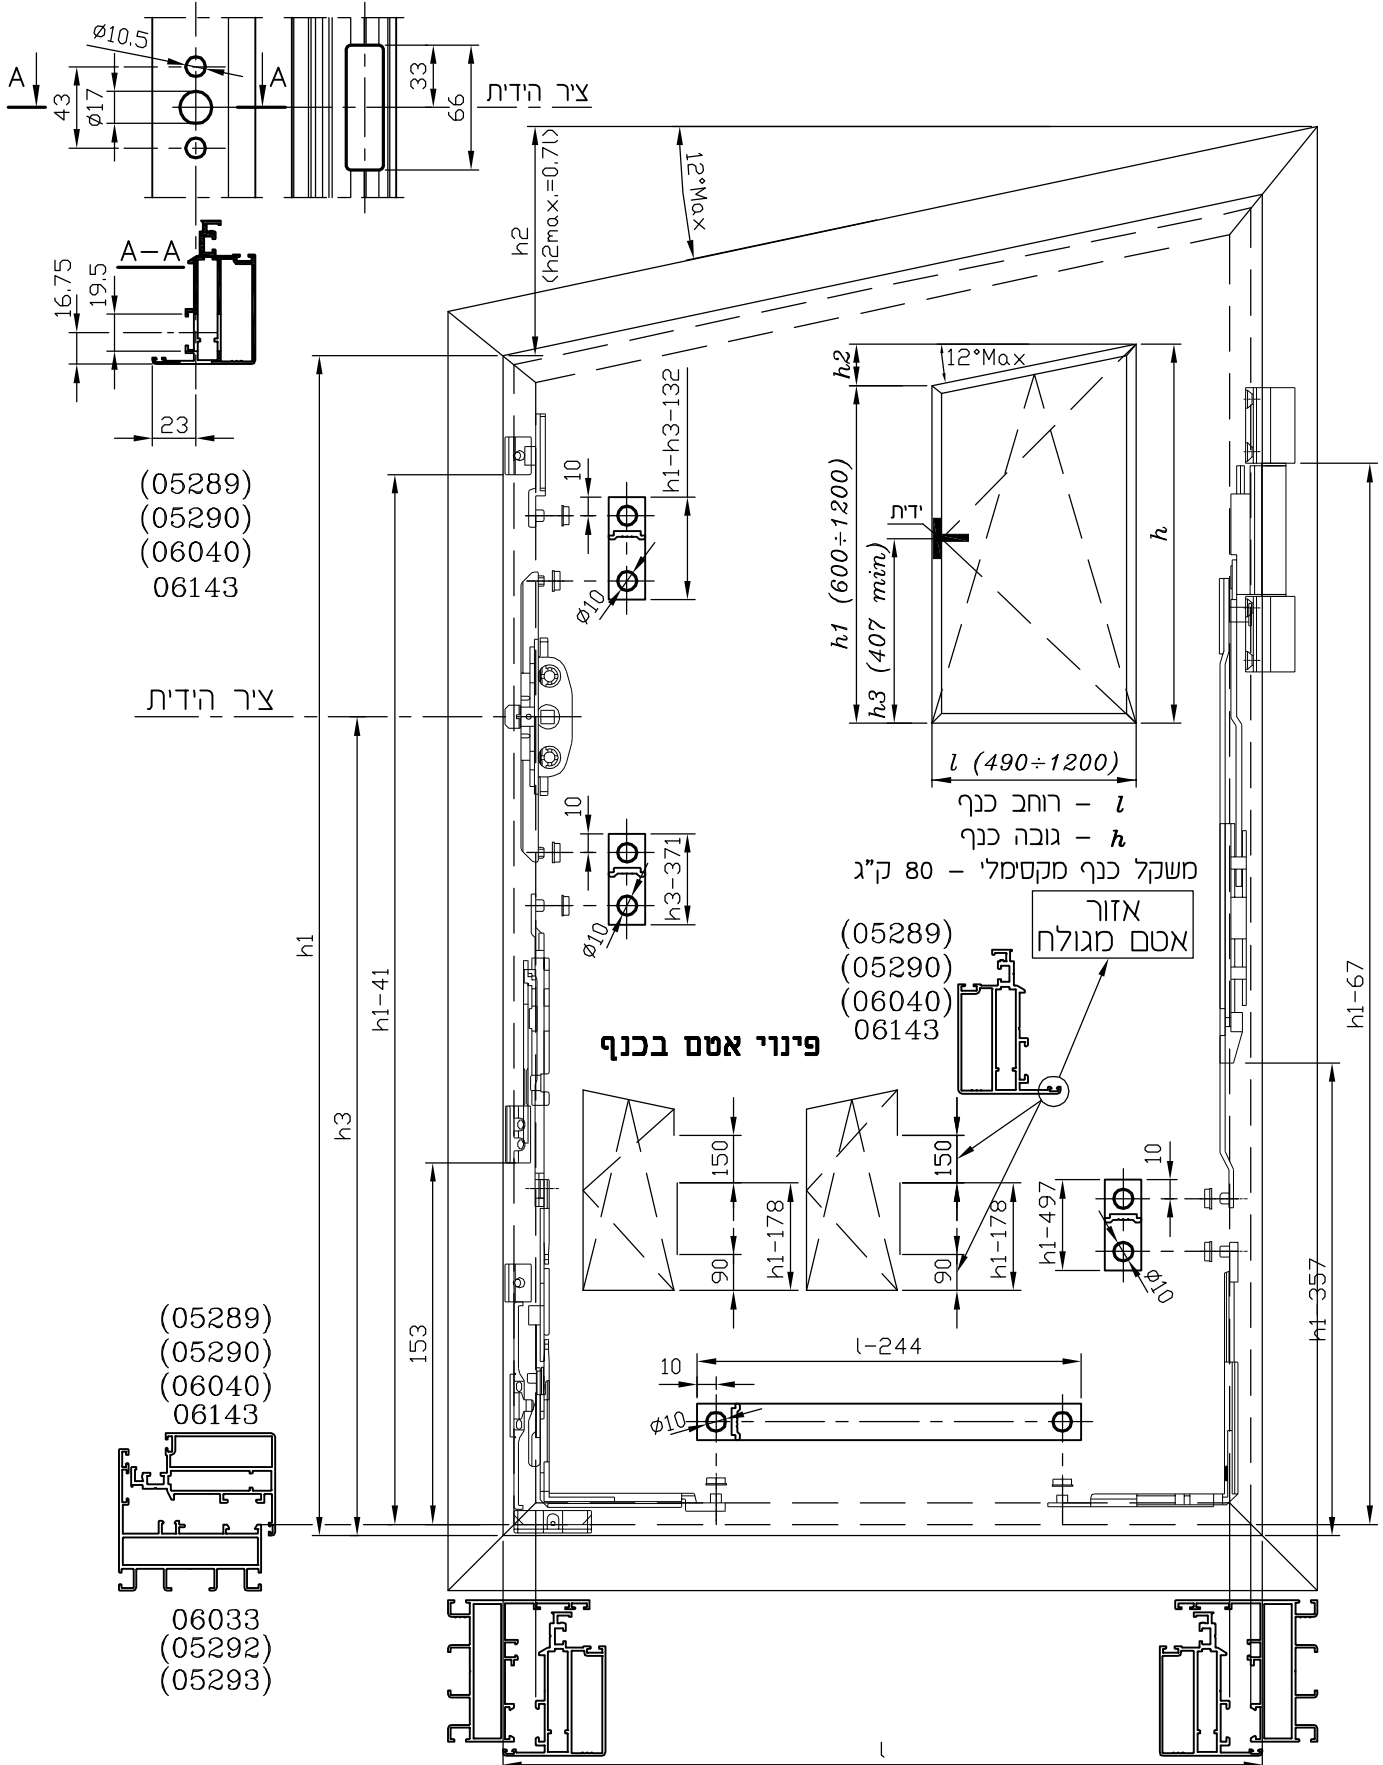 ø10,5
A
A
43
ø17
33
66
ציר הידית
A-A
16,75
19,5
23
(05289)
(05290)
(06040)
06143
h2
(h2max.=0,7l)
12°Max
h1-h3-132
10
ø10
h2
12°Max
h1 (600÷1200)
ידית
h3 (407 min)
h
l (490÷1200)
l - רוחב כנף
h - גובה כנף
משקל כנף מקסימלי - 80 ק"ג
ציר הידית
10
h3-371
ø10
אזור
אטם מגולח
(05289)
(05290)
(06040)
06143
פינוי אטם בכנף
150
90
h1-178
150
90
h1-178
h1
h1-41
h3
153
h1-67
h1-357
10
h1-497
ø10
l-244
10
ø10
(05289)
(05290)
(06040)
06143
06033
(05292)
(05293)
l